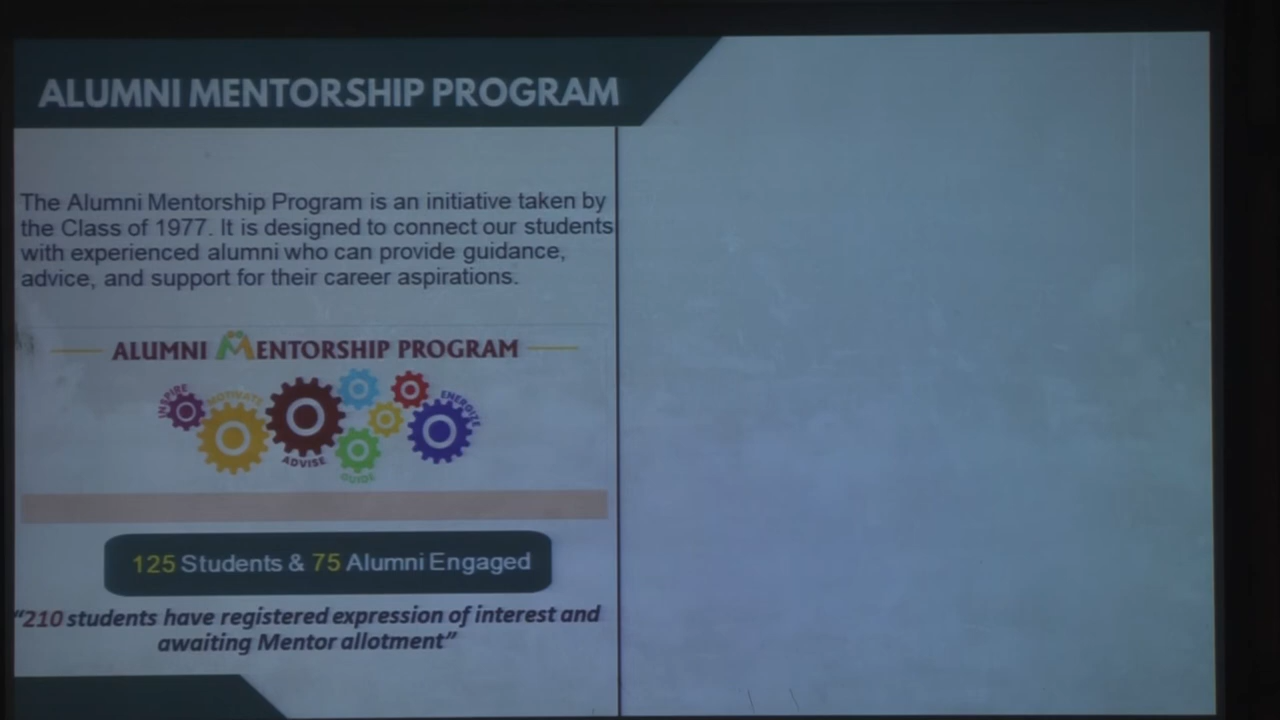 ALUMNI MENTORSHIP PROGRAM
The Alumni Mentorship Program is an initiative taken by
the Class of 1977. It is designed to connect our students
with experienced alumni who can provide guidance,
advice, and support for their career aspirations.
ALUMNI MENTORSHIP PROGRAM
INSPIRE
MOTIVATE
ADVISE
GUIDE
ENERGIZE
125 Students & 75 Alumni Engaged
“210 students have registered expression of interest and
awaiting Mentor allotment”